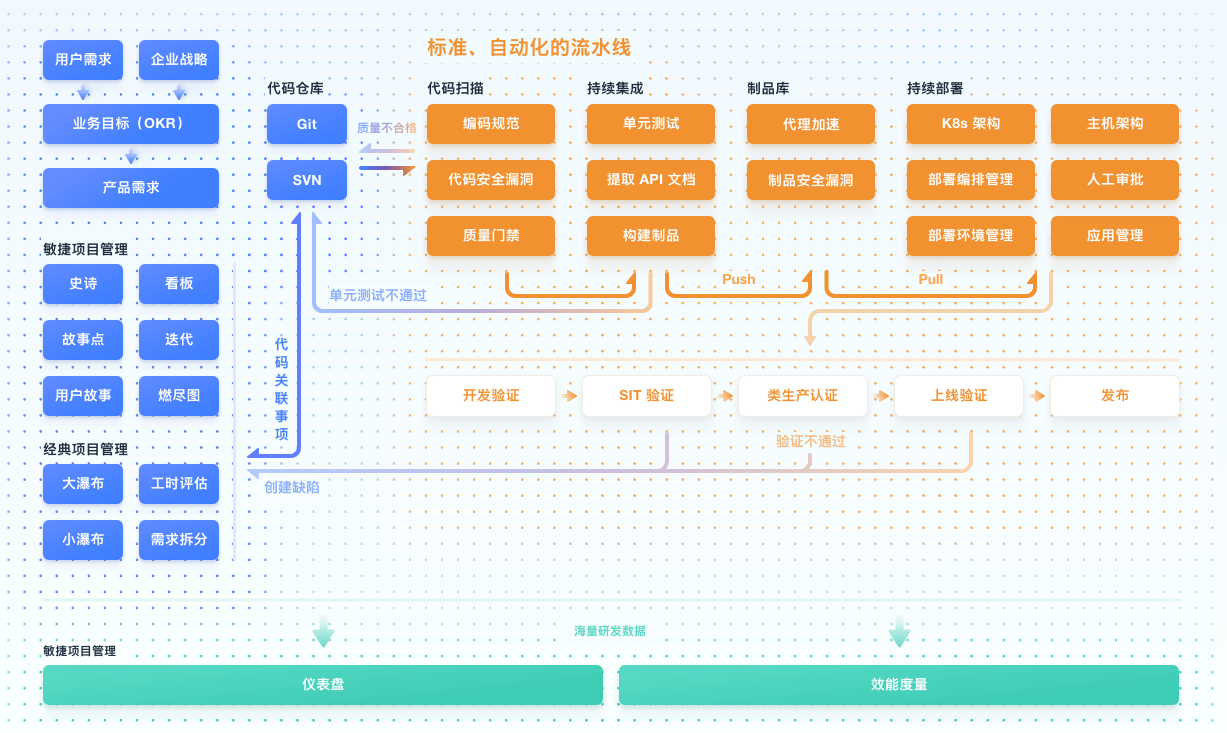 标准、自动化的流水线
用户需求
企业战略
业务目标（OKR）
产品需求
敏捷项目管理
史诗
看板
故事点
迭代
用户故事
燃尽图
经典项目管理
大瀑布
工时评估
小瀑布
需求拆分
代码仓库
Git
SVN
质量不合格
代码扫描
编码规范
代码安全漏洞
质量门禁
持续集成
单元测试
提取 API 文档
构建制品
制品库
代理加速
制品安全漏洞
持续部署
K8s 架构
主机架构
部署编排管理
人工审批
部署环境管理
应用管理
Push
Pull
单元测试不通过
代码关联事项
开发验证
SIT 验证
类生产认证
上线验证
发布
验证不通过
创建缺陷
海量研发数据
敏捷项目管理
仪表盘
效能度量